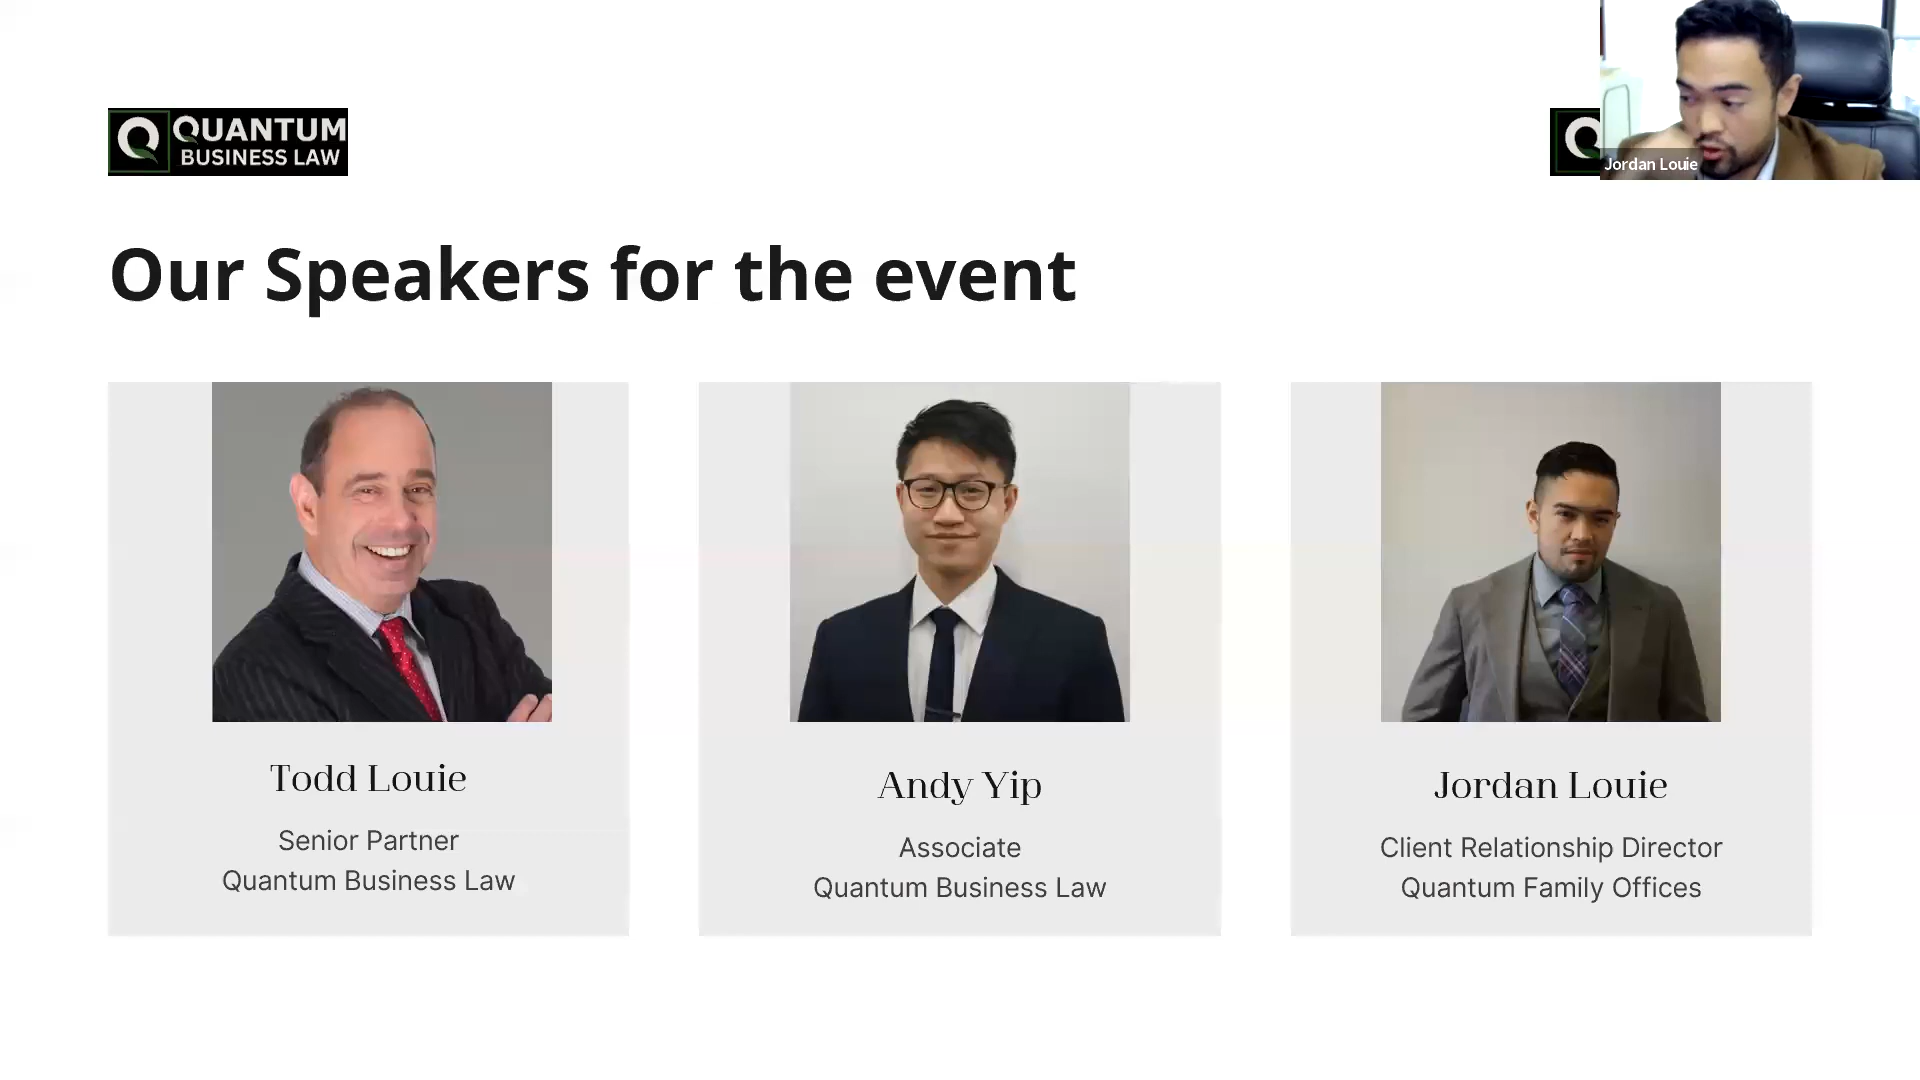 QUANTUM
BUSINESS LAW
Jordan Louie
Our Speakers for the event
Todd Louie
Senior Partner
Quantum Business Law
Andy Yip
Associate
Quantum Business Law
Jordan Louie
Client Relationship Director
Quantum Family Offices